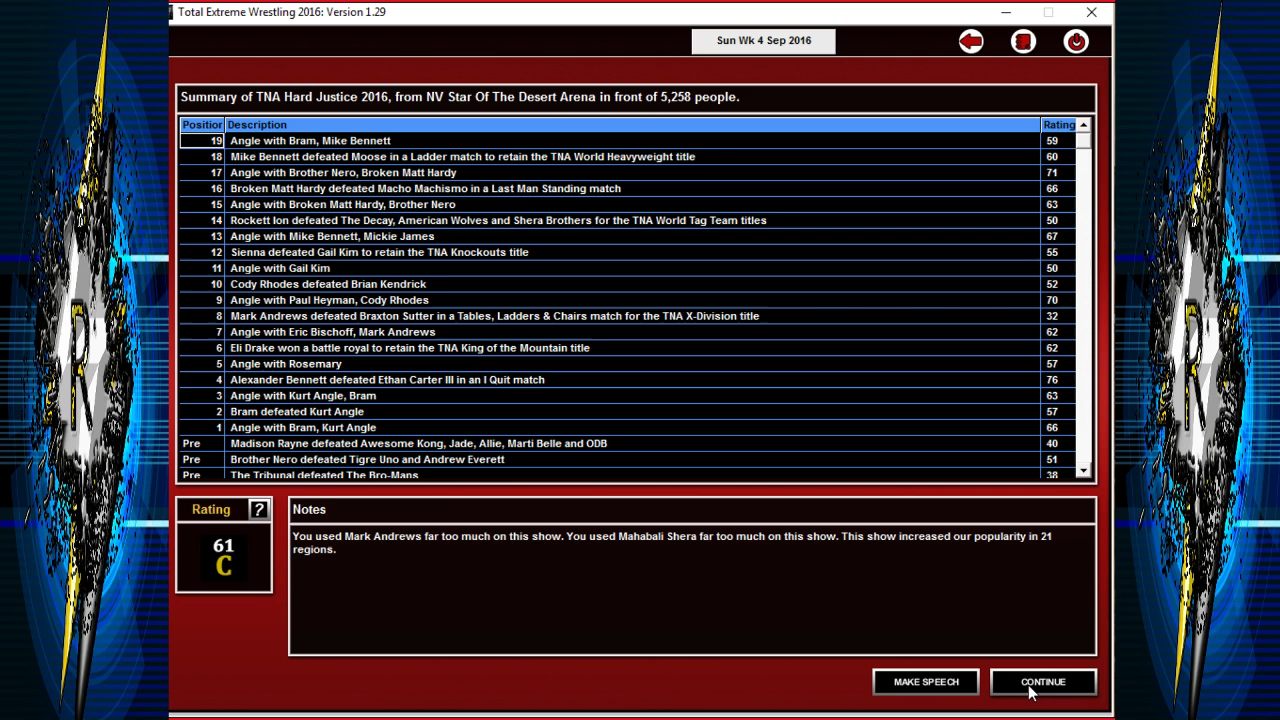 Total Extreme Wrestling 2016: Version 1.29
Sun Wk 4 Sep 2016
Summary of TNA Hard Justice 2016, from NV Star Of The Desert Arena in front of 5,258 people.
Position Description Rating
19 Angle with Bram, Mike Bennett 59
18 Mike Bennett defeated Moose in a Ladder match to retain the TNA World Heavyweight title 60
17 Angle with Brother Nero, Broken Matt Hardy 71
16 Broken Matt Hardy defeated Macho Machismo in a Last Man Standing match 66
15 Angle with Broken Matt Hardy, Brother Nero 63
14 Rockett Ion defeated The Decay, American Wolves and Shera Brothers for the TNA World Tag Team titles 50
13 Angle with Mike Bennett, Mickie James 67
12 Sienna defeated Gail Kim to retain the TNA Knockouts title 55
11 Angle with Gail Kim 50
10 Cody Rhodes defeated Brian Kendrick 52
9 Angle with Paul Heyman, Cody Rhodes 70
8 Mark Andrews defeated Braxton Sutter in a Tables, Ladders & Chairs match for the TNA X-Division title 32
7 Angle with Eric Bischoff, Mark Andrews 62
6 Eli Drake won a battle royal to retain the TNA King of the Mountain title 62
5 Angle with Rosemary 57
4 Alexander Bennett defeated Ethan Carter III in an I Quit match 76
3 Angle with Kurt Angle, Bram 63
2 Bram defeated Kurt Angle 57
1 Angle with Bram, Kurt Angle 66
Pre Madison Rayne defeated Awesome Kong, Jade, Allie, Marti Belle and ODB 40
Pre Brother Nero defeated Tigre Uno and Andrew Everett 51
Pre The Tribunal defeated The Bro-Mans 38
Rating ? Notes
61
C
You used Mark Andrews far too much on this show. You used Mahabali Shera far too much on this show. This show increased our popularity in 21
regions.
MAKE SPEECH CONTINUE